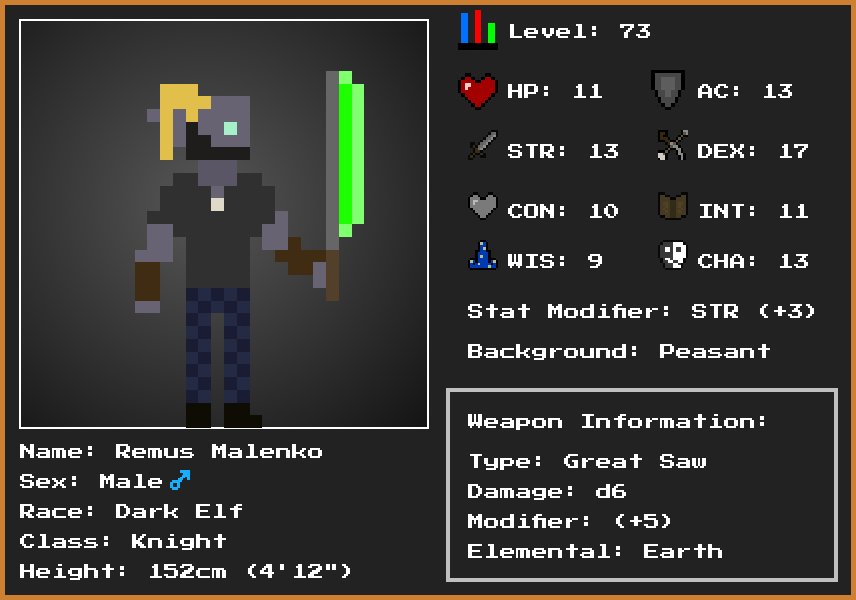 Level: 73
HP: 11 AC: 13
STR: 13 DEX: 17
CON: 10 INT: 11
WIS: 9 CHA: 13
Stat Modifier: STR (+3)
Background: Peasant
Weapon Information:
Type: Great Saw
Damage: d6
Modifier: (+5)
Elemental: Earth
Name: Remus Malenko
Sex: Male♂
Race: Dark Elf
Class: Knight
Height: 152cm (4'12")